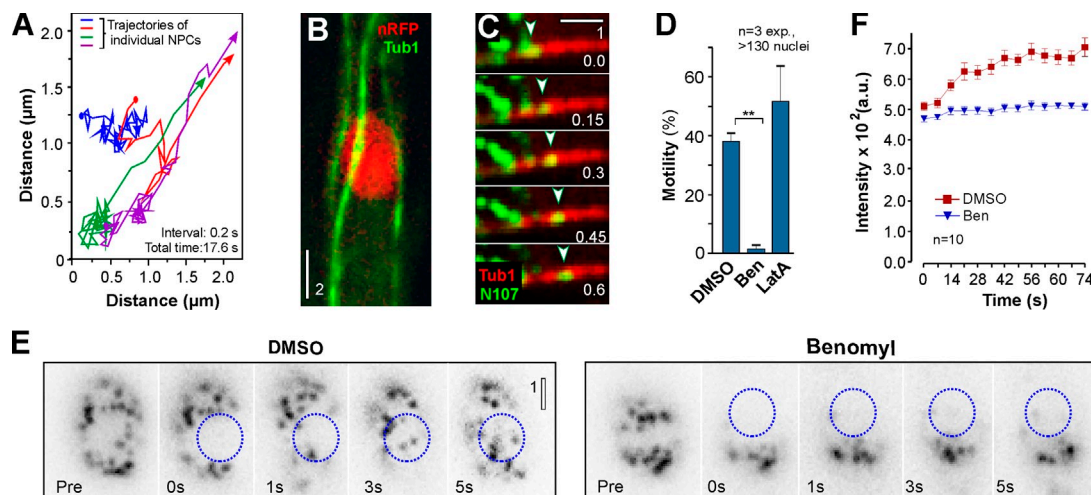 A
2.0
1.5
1.0
0.5
0
Distance (µm)
Trajectories of
individual NPCs
Interval: 0.2 s
Total time:17.6 s
0 0.5 1.0 1.5 2.0
Distance (µm)
B
nRFP
Tub1
2
C
1
0.0
0.15
0.3
0.45
0.6
Tub1
N107
D
n=3 exp.,
>130 nuclei
60
40
20
0
Motility (%)
**
DMSO
Ben
LatA
F
7.0
6.0
5.0
4.0
3.0
2.0
1.0
0.0
Intensity x 10² (a.u.)
DMSO
Ben
n=10
0 6 14 28 36 48 56 68 74
Time (s)
E
DMSO
Pre
0s
1s
3s
5s
1
Benomyl
Pre
0s
1s
3s
5s